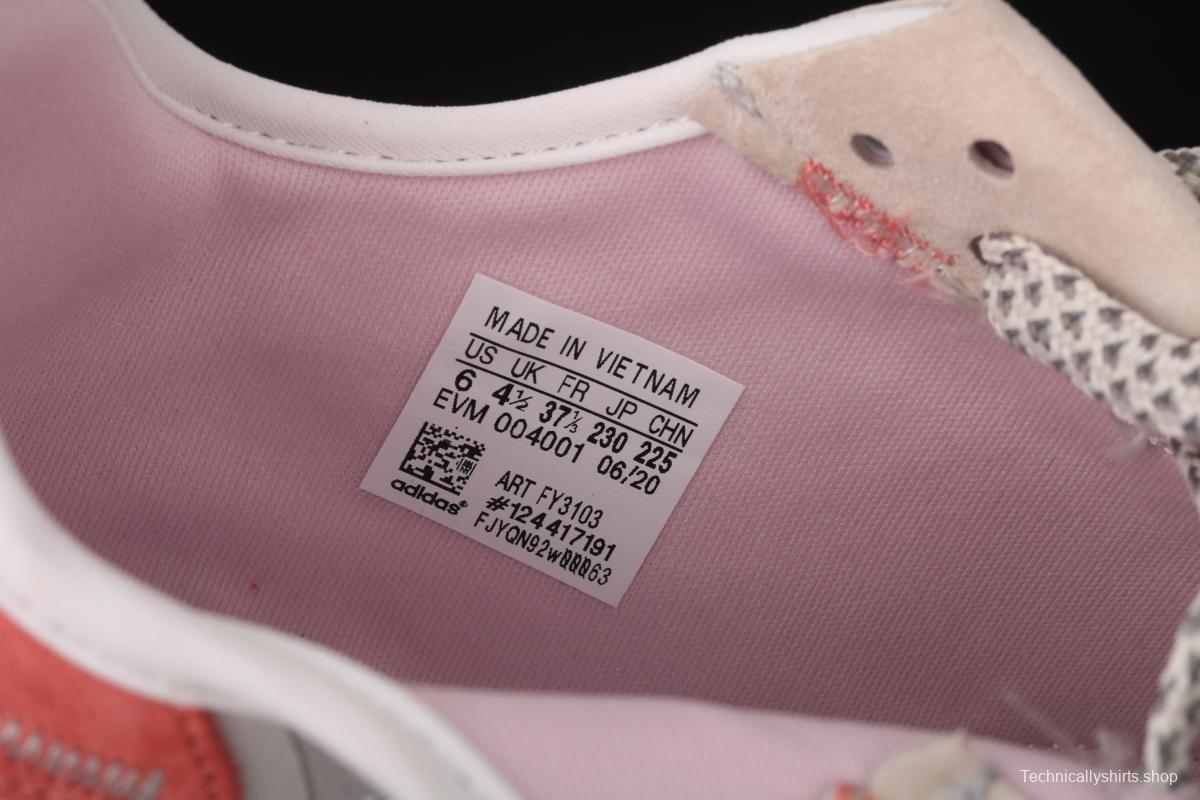 MADE IN VIETNAM
US UK FR JP CHN
6 4½ 37⅓ 230 225
EVM 004001 06/20
ART FY3103
#124417191
adidas®
FJYQN92wQQQ63
Technicallyshirts.shop